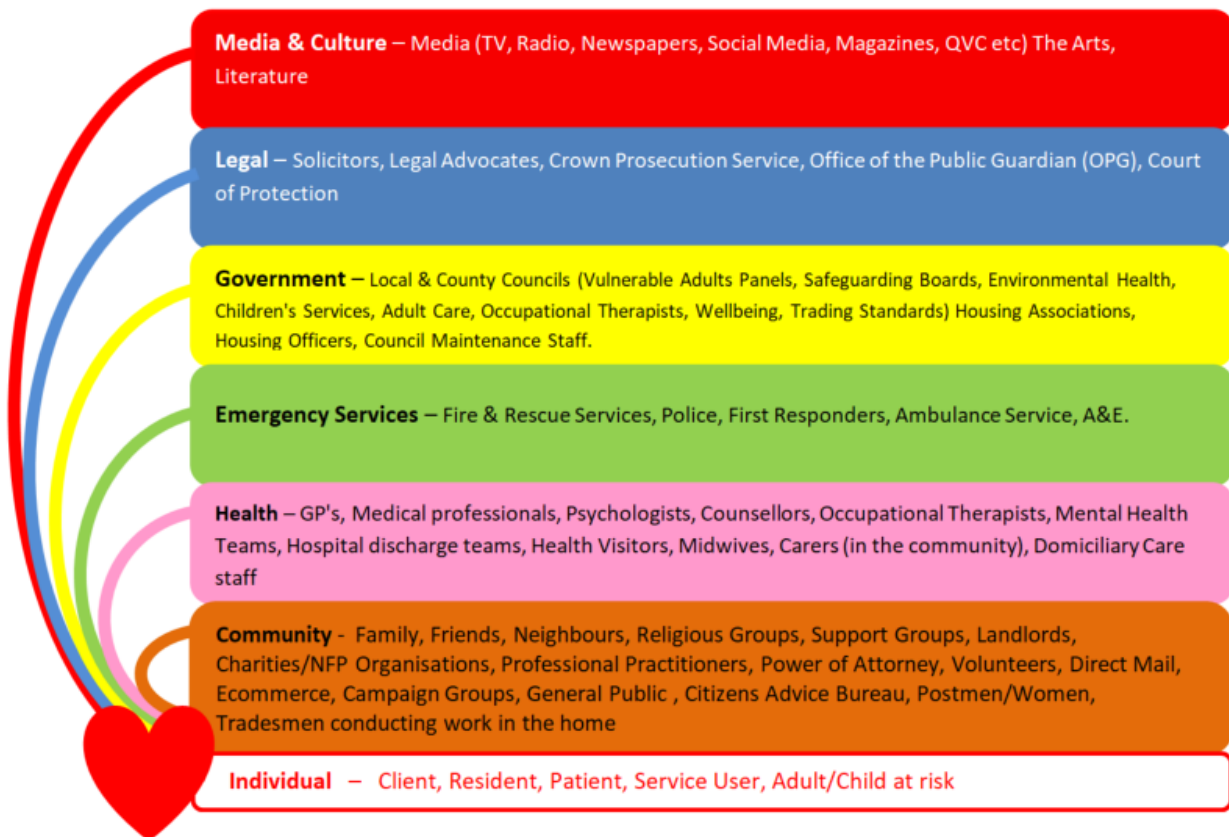 Media & Culture – Media (TV, Radio, Newspapers, Social Media, Magazines, QVC etc) The Arts,
Literature
Legal – Solicitors, Legal Advocates, Crown Prosecution Service, Office of the Public Guardian (OPG), Court
of Protection
Government – Local & County Councils (Vulnerable Adults Panels, Safeguarding Boards, Environmental Health,
Children's Services, Adult Care, Occupational Therapists, Wellbeing, Trading Standards) Housing Associations,
Housing Officers, Council Maintenance Staff.
Emergency Services – Fire & Rescue Services, Police, First Responders, Ambulance Service, A&E.
Health – GP's, Medical professionals, Psychologists, Counsellors, Occupational Therapists, Mental Health
Teams, Hospital discharge teams, Health Visitors, Midwives, Carers (in the community), Domiciliary Care
staff
Community - Family, Friends, Neighbours, Religious Groups, Support Groups, Landlords,
Charities/NFP Organisations, Professional Practitioners, Power of Attorney, Volunteers, Direct Mail,
Ecommerce, Campaign Groups, General Public , Citizens Advice Bureau, Postmen/Women,
Tradesmen conducting work in the home
Individual – Client, Resident, Patient, Service User, Adult/Child at risk